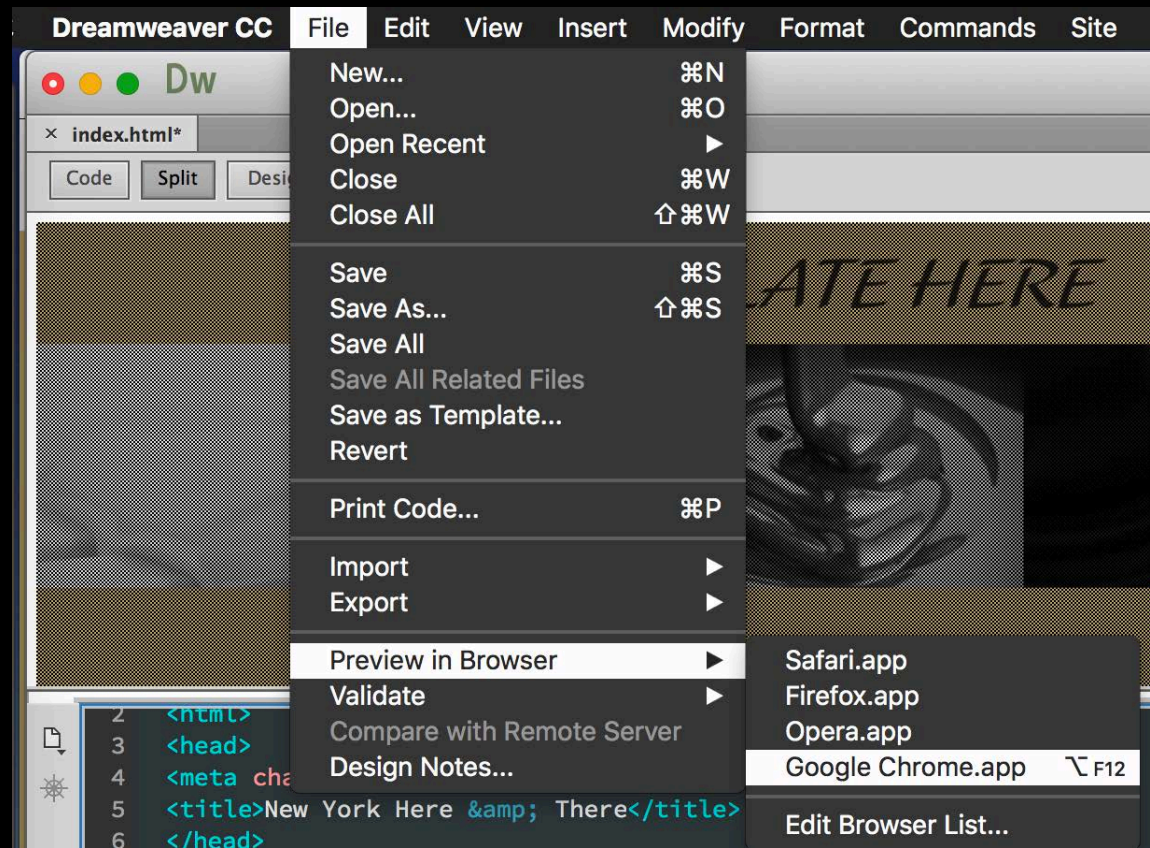 Dreamweaver CC File Edit View Insert Modify Format Commands Site
Dw
× index.html*
Code Split Desi
New... ⌘N
Open... ⌘O
Open Recent ▶
Close ⌘W
Close All ⇧⌘W
Save ⌘S
Save As... ⇧⌘S
Save All
Save All Related Files
Save as Template...
Revert
Print Code... ⌘P
Import ▶
Export ▶
Preview in Browser ▶
Validate ▶
Compare with Remote Server
Design Notes...
Safari.app
Firefox.app
Opera.app
Google Chrome.app ⌥F12
Edit Browser List...
ATE HERE
2 <html>
3 <head>
4 <meta cha
5 <title>New York Here &amp; There</title>
6 </head>